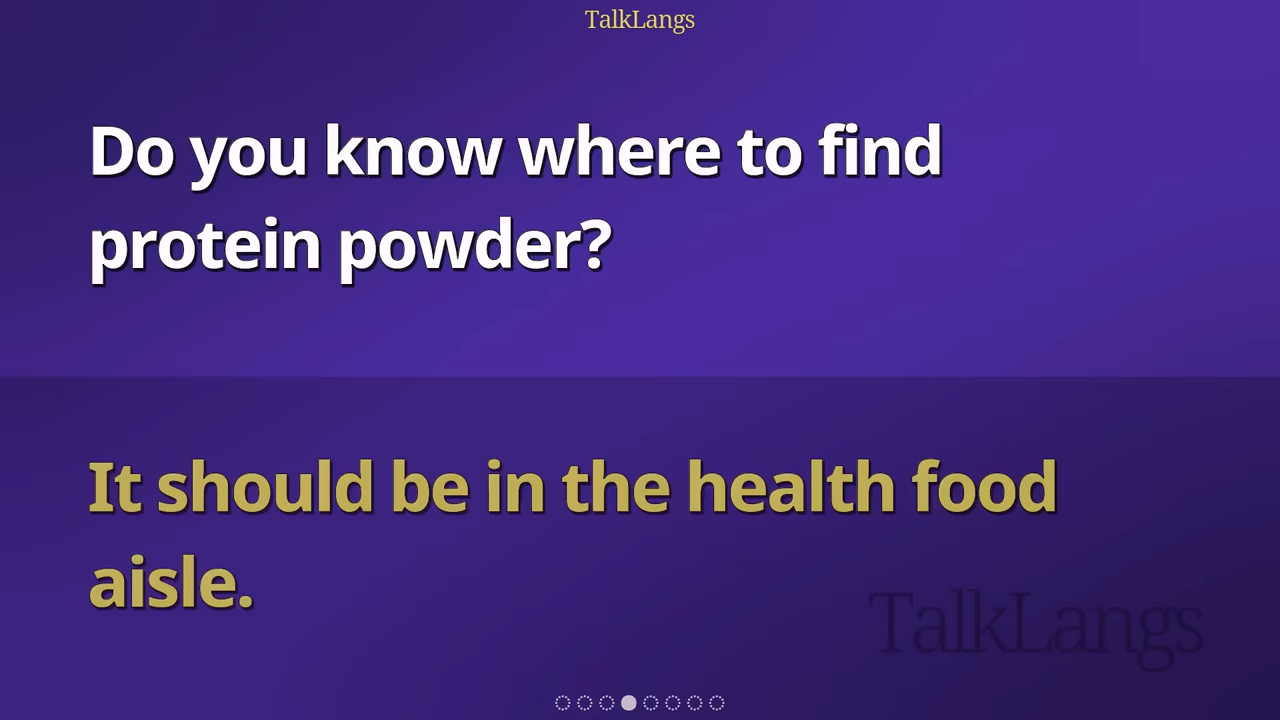 TalkLangs
Do you know where to find
protein powder?
It should be in the health food
aisle.
TalkLangs